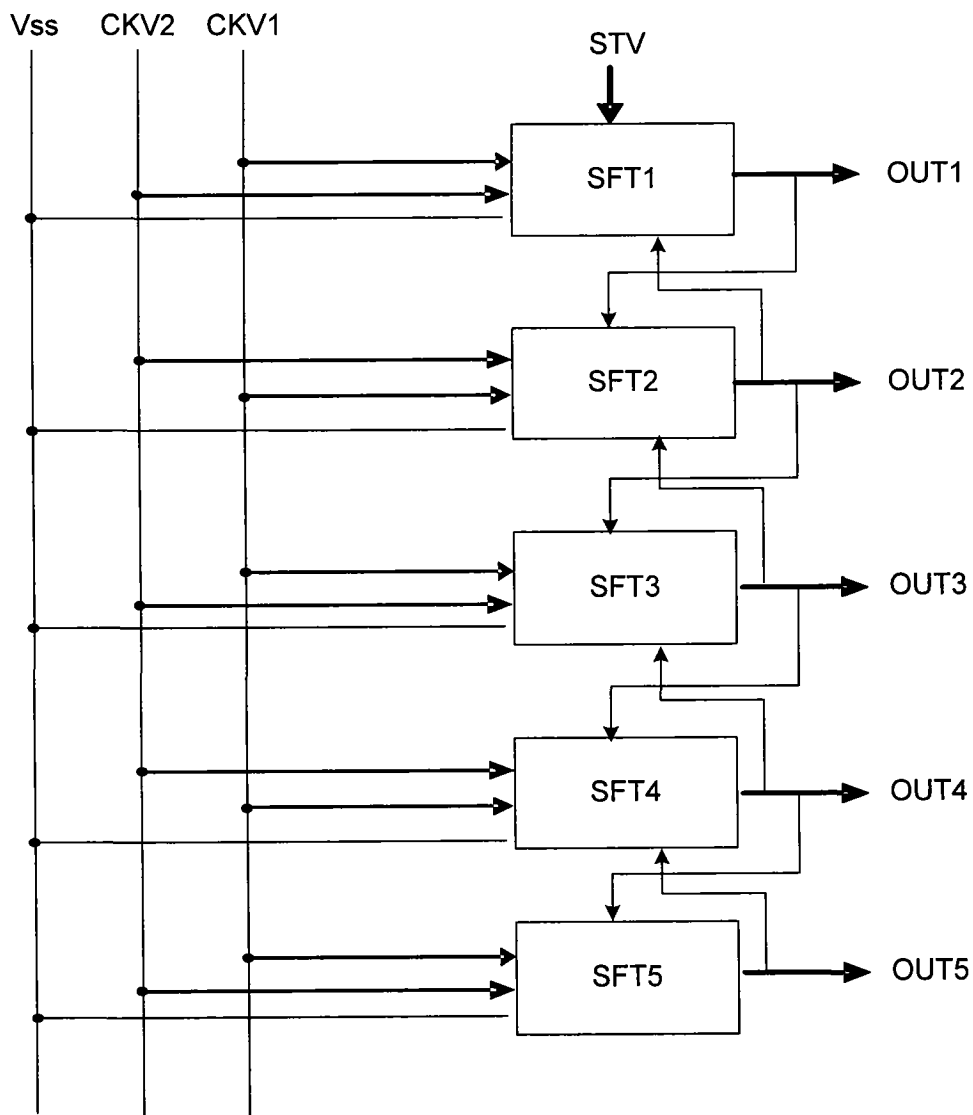 Vss CKV2 CKV1
STV
SFT1 OUT1
SFT2 OUT2
SFT3 OUT3
SFT4 OUT4
SFT5 OUT5